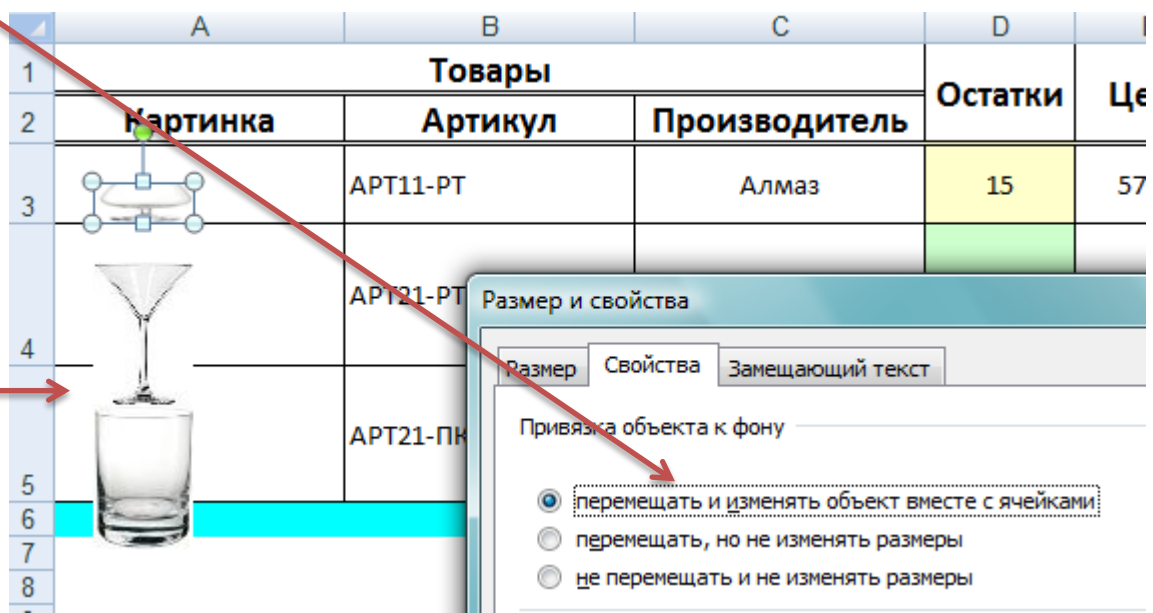 A B C D
1 Товары Остатки Це
2 Картинка Артикул Производитель
3 АРТ11-РТ Алмаз 15 57
4 АРТ21-РТ
5 АРТ21-ПК
6
7
8
Размер и свойства
Размер Свойства Замещающий текст
Привязка объекта к фону
перемещать и изменять объект вместе с ячейками
перемещать, но не изменять размеры
не перемещать и не изменять размеры